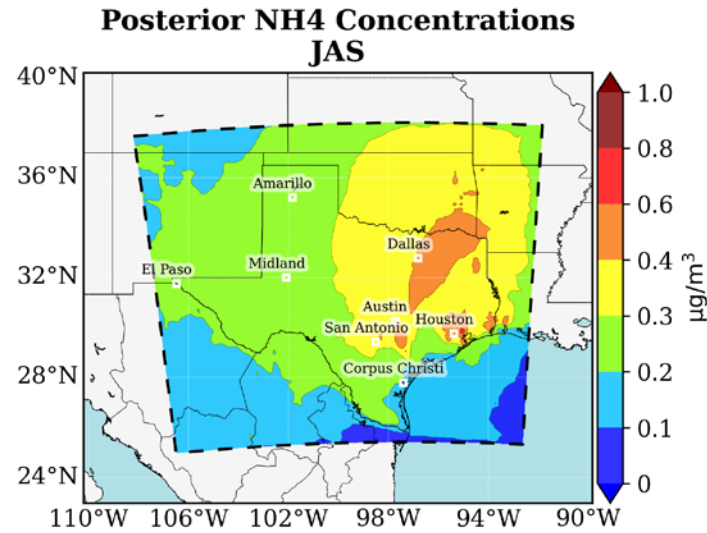 Posterior NH4 Concentrations
JAS
40°N
36°N
32°N
28°N
24°N
110°W 106°W 102°W 98°W 94°W 90°W
Amarillo
Dallas
Midland
El Paso
Austin
Houston
San Antonio
Corpus Christi
1.0
0.8
0.6
0.4
0.3
0.2
0.1
0
μg/m³